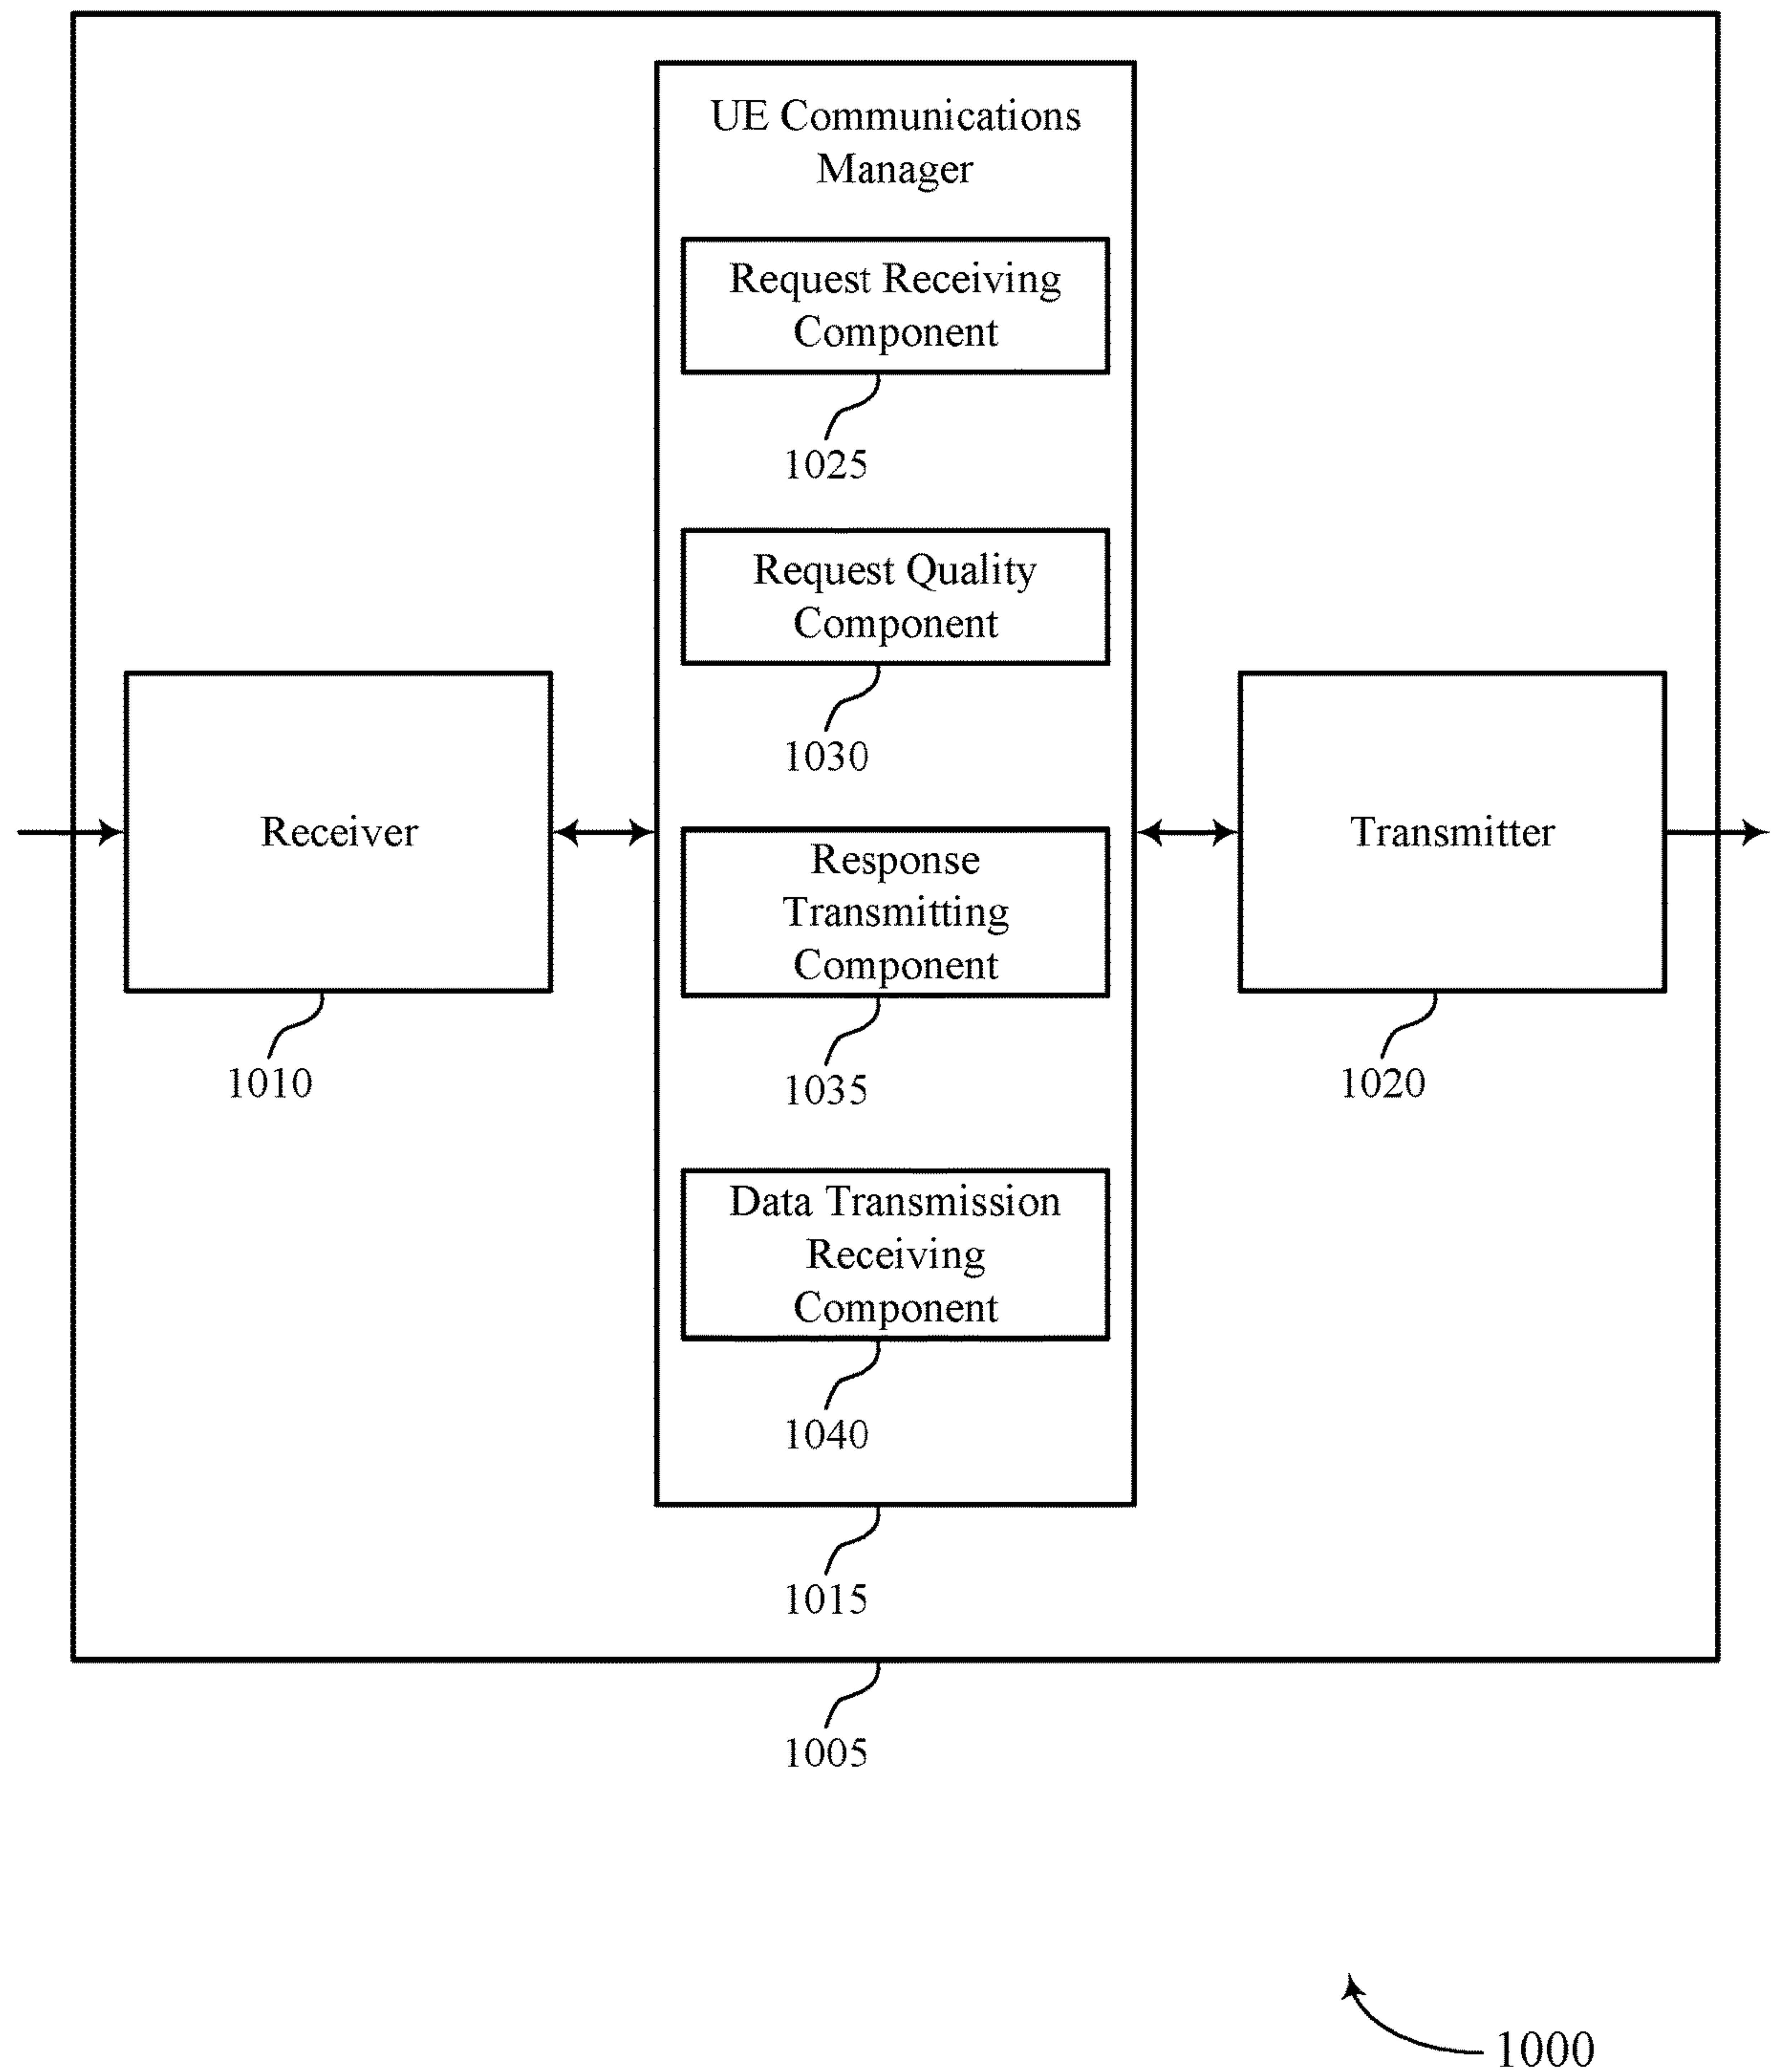 UE Communications
Manager
Request Receiving
Component
1025
Request Quality
Component
1030
Receiver
1010
Response
Transmitting
Component
1035
Transmitter
1020
Data Transmission
Receiving
Component
1040
1015
1005
1000